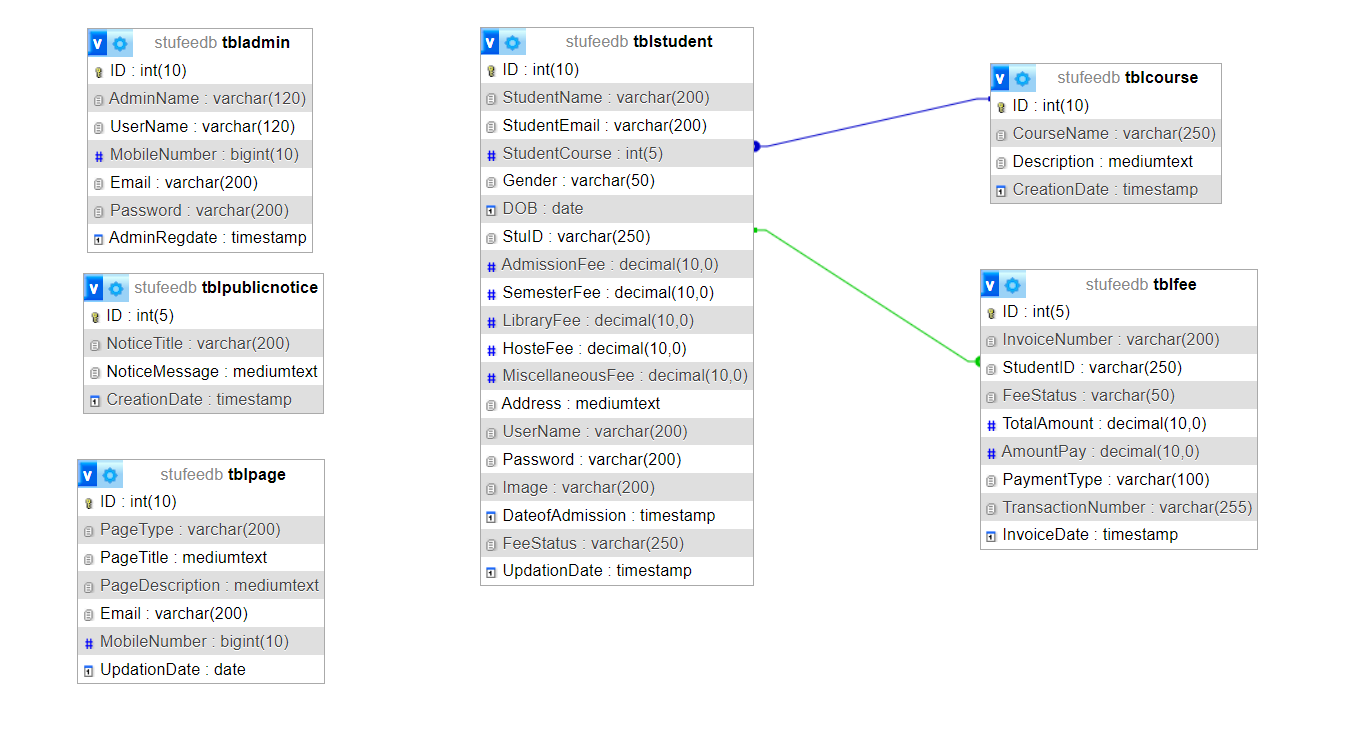 stufeedb tbladmin
ID : int(10)
AdminName : varchar(120)
UserName : varchar(120)
MobileNumber : bigint(10)
Email : varchar(200)
Password : varchar(200)
AdminRegdate : timestamp
stufeedb tblpublicnotice
ID : int(5)
NoticeTitle : varchar(200)
NoticeMessage : mediumtext
CreationDate : timestamp
stufeedb tblpage
ID : int(10)
PageType : varchar(200)
PageTitle : mediumtext
PageDescription : mediumtext
Email : varchar(200)
MobileNumber : bigint(10)
UpdationDate : date
stufeedb tblstudent
ID : int(10)
StudentName : varchar(200)
StudentEmail : varchar(200)
StudentCourse : int(5)
Gender : varchar(50)
DOB : date
StuID : varchar(250)
AdmissionFee : decimal(10,0)
SemesterFee : decimal(10,0)
LibraryFee : decimal(10,0)
HosteFee : decimal(10,0)
MiscellaneousFee : decimal(10,0)
Address : mediumtext
UserName : varchar(200)
Password : varchar(200)
Image : varchar(200)
DateofAdmission : timestamp
FeeStatus : varchar(250)
UpdationDate : timestamp
stufeedb tblcourse
ID : int(10)
CourseName : varchar(250)
Description : mediumtext
CreationDate : timestamp
stufeedb tblfee
ID : int(5)
InvoiceNumber : varchar(200)
StudentID : varchar(250)
FeeStatus : varchar(50)
TotalAmount : decimal(10,0)
AmountPay : decimal(10,0)
PaymentType : varchar(100)
TransactionNumber : varchar(255)
InvoiceDate : timestamp